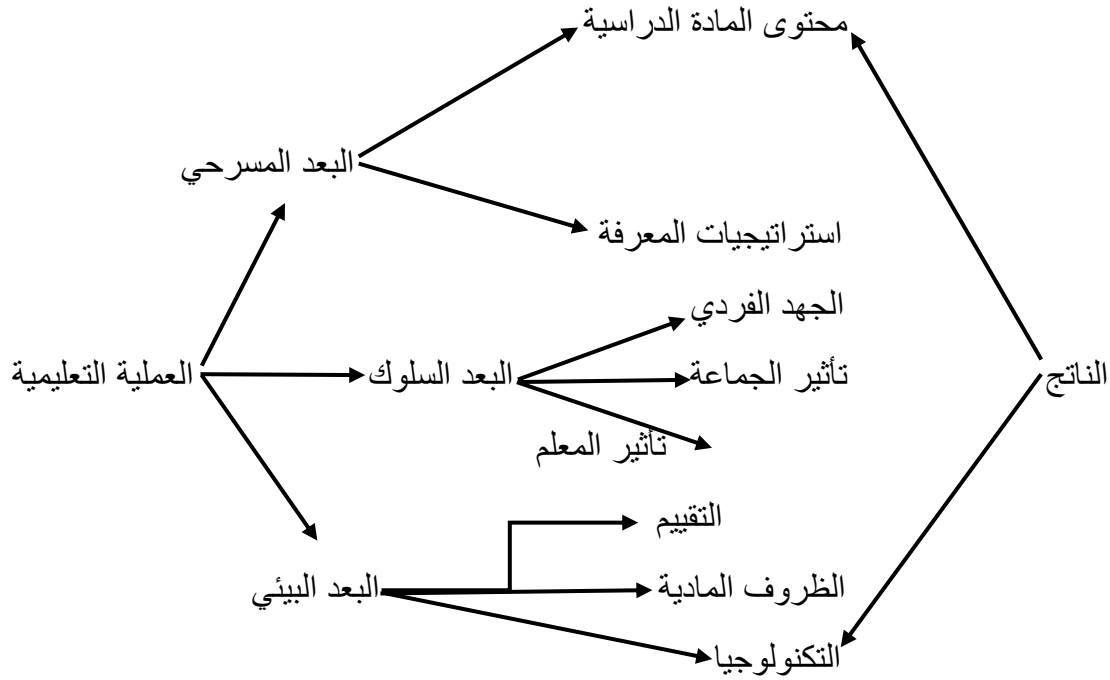 محتوى المادة الدراسية
البعد المسرحي
استراتيجيات المعرفة
الجهد الفردي
الناتج
تأثير الجماعة
البعد السلوك
العملية التعليمية
تأثير المعلم
التقييم
الظروف المادية
البعد البيئي
التكنولوجيا